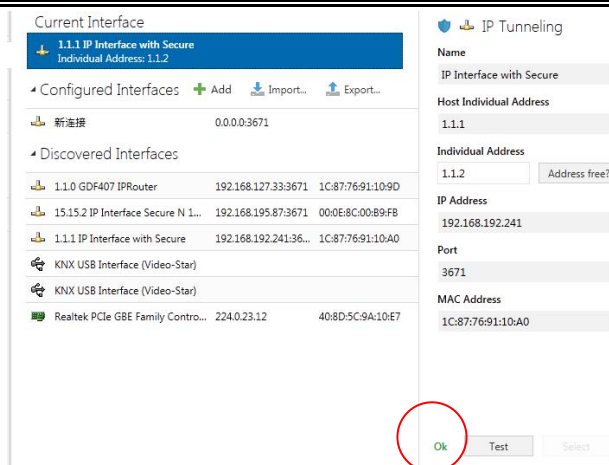 Current Interface
1.1.1 IP Interface with Secure
Individual Address: 1.1.2
Configured Interfaces Add Import... Export...
新连接 0.0.0.0:3671
Discovered Interfaces
1.1.0 GDF407 IPRouter 192.168.127.33:3671 1C:87:76:91:10:9D
15.15.2 IP Interface Secure N 1... 192.168.195.87:3671 00:0E:8C:00:B9:FB
1.1.1 IP Interface with Secure 192.168.192.241:36... 1C:87:76:91:10:A0
KNX USB Interface (Video-Star)
KNX USB Interface (Video-Star)
Realtek PCIe GBE Family Contro... 224.0.23.12 40:8D:5C:9A:10:E7
IP Tunneling
Name
IP Interface with Secure
Host Individual Address
1.1.1
Individual Address
1.1.2 Address free?
IP Address
192.168.192.241
Port
3671
MAC Address
1C:87:76:91:10:A0
Ok Test Select